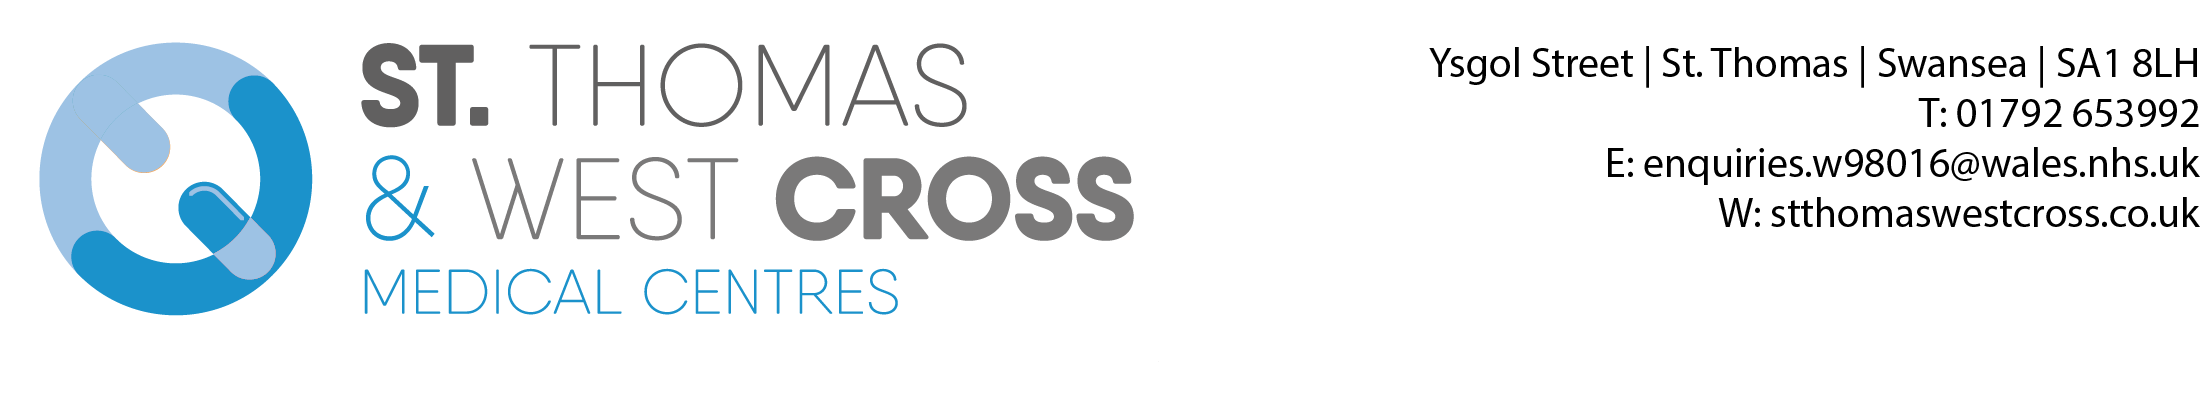 ST. THOMAS
& WEST CROSS
MEDICAL CENTRES
Ysgol Street | St. Thomas | Swansea | SA1 8LH
T: 01792 653992
E: enquiries.w98016@wales.nhs.uk
W: stthomaswestcross.co.uk